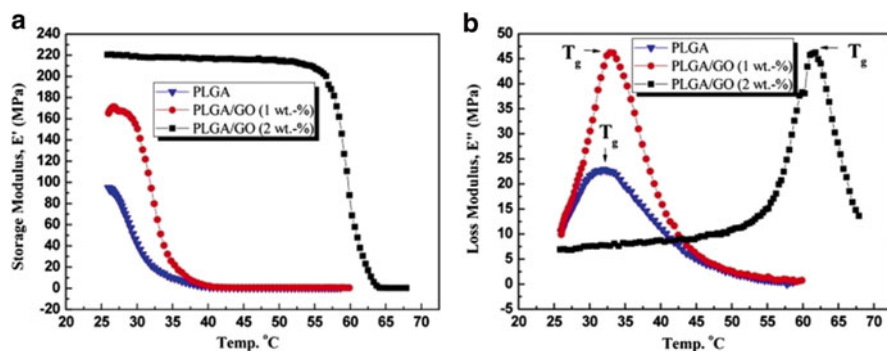 a
Storage Modulus, E' (MPa)
240
220
200
180
160
140
120
100
80
60
40
20
0
-20
20 25 30 35 40 45 50 55 60 65 70
Temp. °C
PLGA
PLGA/GO (1 wt.-%)
PLGA/GO (2 wt.-%)
b
Loss Modulus, E" (MPa)
50
45
40
35
30
25
20
15
10
5
0
-5
20 25 30 35 40 45 50 55 60 65 70
Temp. °C
PLGA
PLGA/GO (1 wt.-%)
PLGA/GO (2 wt.-%)
Tg
Tg
Tg